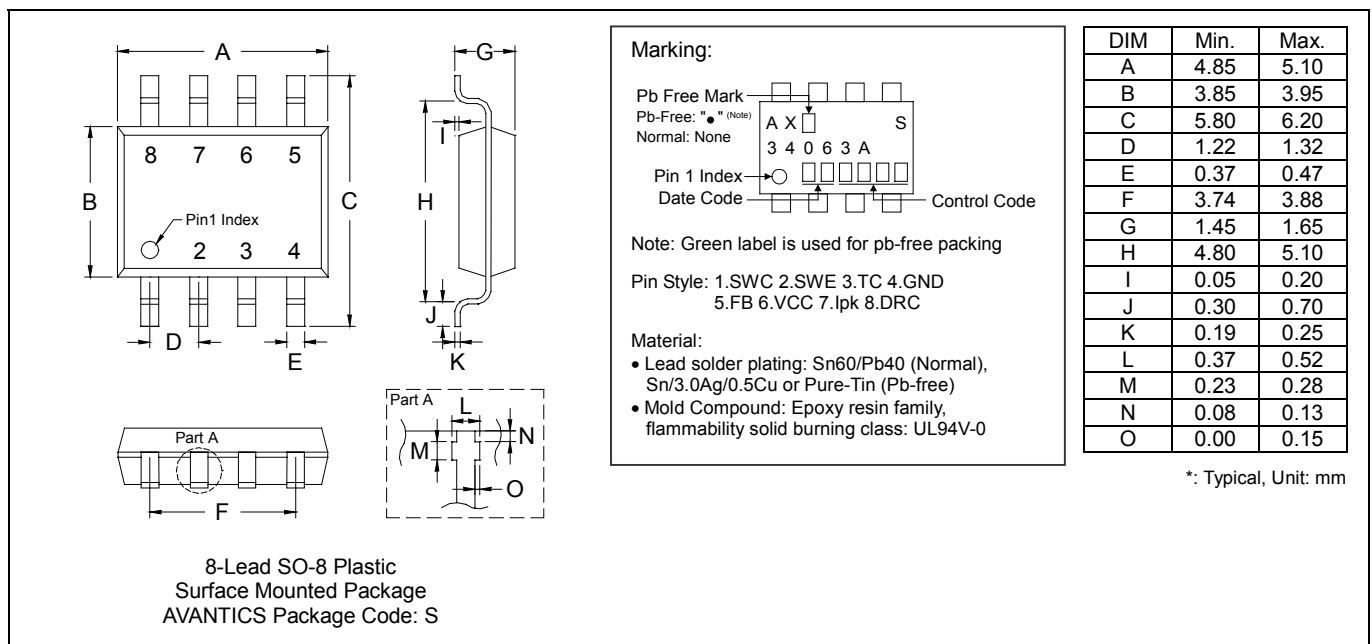 A
8 7 6 5
Pin1 Index
2 3 4
B
C
D
E
G
I
H
J
K
Part A
F
Part A
L
M
N
O
8-Lead SO-8 Plastic
Surface Mounted Package
AVANTICS Package Code: S
Marking:
Pb Free Mark
Pb-Free: "●" (Note)
Normal: None
Pin 1 Index
Date Code
A X S
3 4 0 6 3 A
Control Code
Note: Green label is used for pb-free packing
Pin Style: 1.SWC 2.SWE 3.TC 4.GND
5.FB 6.VCC 7.Ipk 8.DRC
Material:
• Lead solder plating: Sn60/Pb40 (Normal),
Sn/3.0Ag/0.5Cu or Pure-Tin (Pb-free)
• Mold Compound: Epoxy resin family,
flammability solid burning class: UL94V-0
DIM Min. Max.
A 4.85 5.10
B 3.85 3.95
C 5.80 6.20
D 1.22 1.32
E 0.37 0.47
F 3.74 3.88
G 1.45 1.65
H 4.80 5.10
I 0.05 0.20
J 0.30 0.70
K 0.19 0.25
L 0.37 0.52
M 0.23 0.28
N 0.08 0.13
O 0.00 0.15
*: Typical, Unit: mm